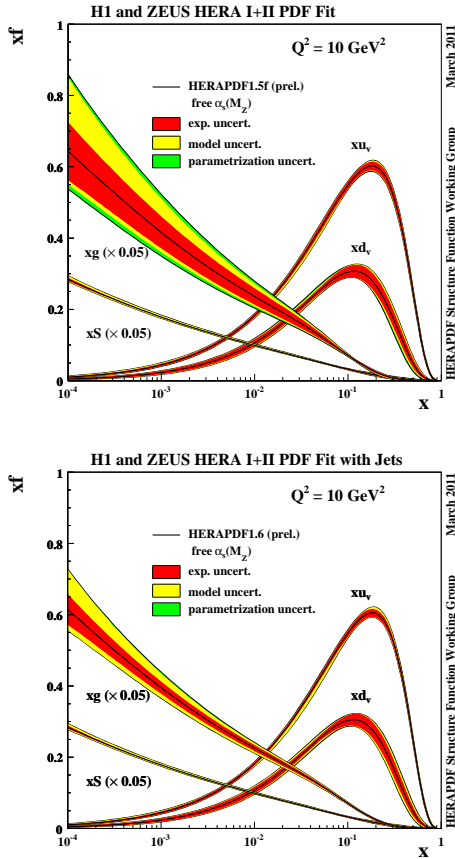 H1 and ZEUS HERA I+II PDF Fit
xf
March 2011
HERAPDF Structure Function Working Group
1
0.8
0.6
0.4
0.2
0
Q² = 10 GeV²
HERAPDF1.5f (prel.)
free αₛ(M_Z)
exp. uncert.
model uncert.
parametrization uncert.
xuᵥ
xdᵥ
xg (× 0.05)
xS (× 0.05)
10⁻⁴ 10⁻³ 10⁻² 10⁻¹ 1
x
H1 and ZEUS HERA I+II PDF Fit with Jets
xf
March 2011
HERAPDF Structure Function Working Group
1
0.8
0.6
0.4
0.2
0
Q² = 10 GeV²
HERAPDF1.6 (prel.)
free αₛ(M_Z)
exp. uncert.
model uncert.
parametrization uncert.
xuᵥ
xdᵥ
xg (× 0.05)
xS (× 0.05)
10⁻⁴ 10⁻³ 10⁻² 10⁻¹ 1
x